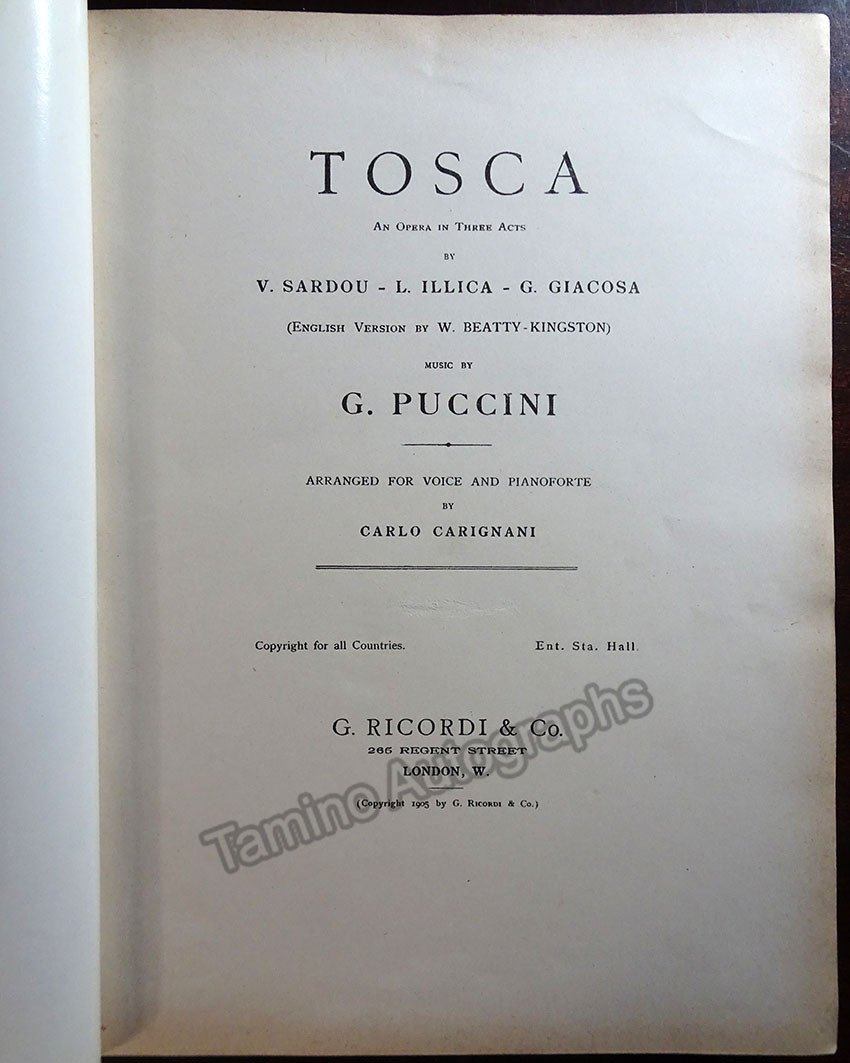 TOSCA
An Opera in Three Acts
BY
V. SARDOU - L. ILLICA - G. GIACOSA
(English Version by W. BEATTY-KINGSTON)
MUSIC BY
G. PUCCINI
ARRANGED FOR VOICE AND PIANOFORTE
BY
CARLO CARIGNANI
Copyright for all Countries. Ent. Sta. Hall.
G. RICORDI & Co.
265 REGENT STREET
LONDON, W.
(Copyright 1905 by G. Ricordi & Co.)
Tamino Autographs